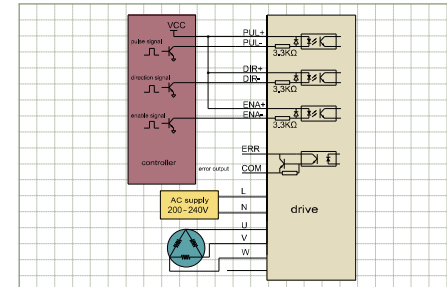 VCC
pulse signal
PUL+
PUL-
3.3KΩ
direction signal
DIR+
DIR-
3.3KΩ
enable signal
ENA+
ENA-
3.3KΩ
ERR
controller
error output
COM
AC supply
200-240V
L
N
drive
U
V
W